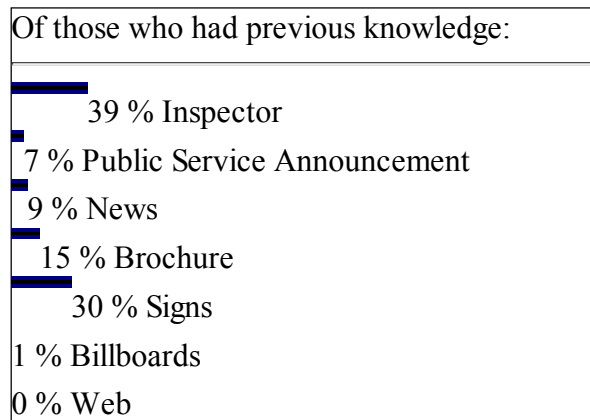 Of those who had previous knowledge:
39 % Inspector
7 % Public Service Announcement
9 % News
15 % Brochure
30 % Signs
1 % Billboards
0 % Web